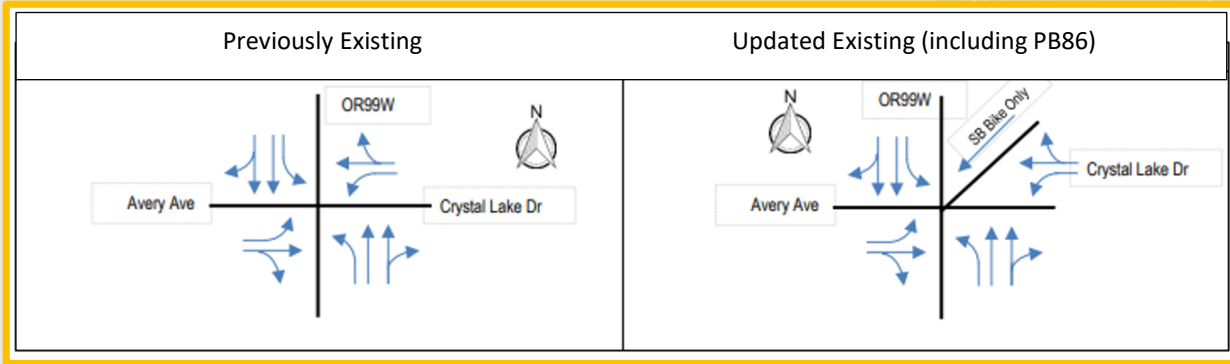 Previously Existing
Updated Existing (including PB86)
OR99W
N
Avery Ave
Crystal Lake Dr
N
OR99W
SB Bike Only
Avery Ave
Crystal Lake Dr